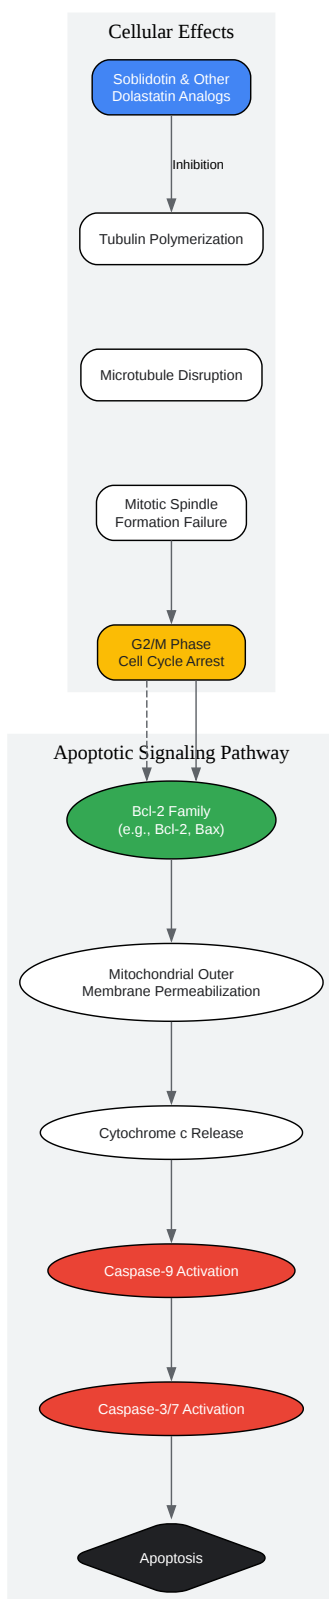 Cellular Effects
Soblidotin & Other
Dolastatin Analogs
Inhibition
Tubulin Polymerization
Microtubule Disruption
Mitotic Spindle
Formation Failure
G2/M Phase
Cell Cycle Arrest
Apoptotic Signaling Pathway
Bcl-2 Family
(e.g., Bcl-2, Bax)
Mitochondrial Outer
Membrane Permeabilization
Cytochrome c Release
Caspase-9 Activation
Caspase-3/7 Activation
Apoptosis